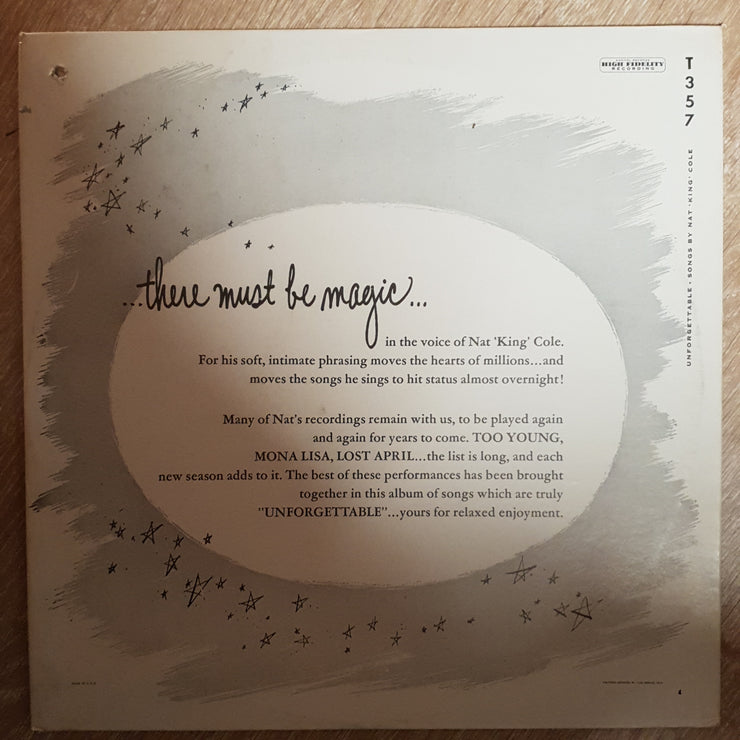 HIGH FIDELITY
RECORDING
T357
UNFORGETTABLE • SONGS BY NAT 'KING' COLE
...there must be magic...
in the voice of Nat 'King' Cole.
For his soft, intimate phrasing moves the hearts of millions...and
moves the songs he sings to hit status almost overnight!
Many of Nat's recordings remain with us, to be played again
and again for years to come. TOO YOUNG,
MONA LISA, LOST APRIL...the list is long, and each
new season adds to it. The best of these performances has been brought
together in this album of songs which are truly
"UNFORGETTABLE"...yours for relaxed enjoyment.